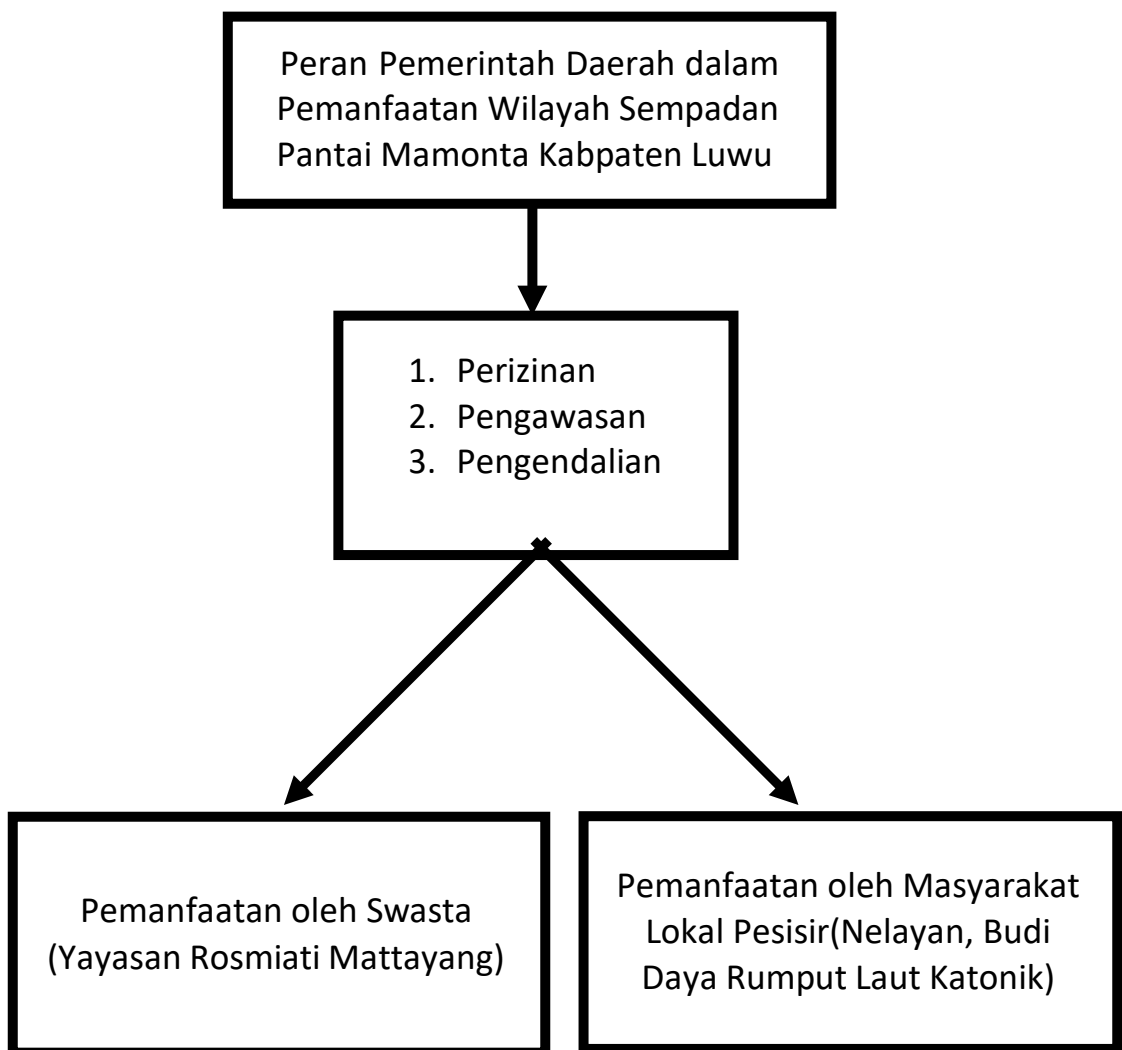 Peran Pemerintah Daerah dalam
Pemanfaatan Wilayah Sempadan
Pantai Mamonta Kabpaten Luwu
1. Perizinan
2. Pengawasan
3. Pengendalian
Pemanfaatan oleh Swasta
(Yayasan Rosmiati Mattayang)
Pemanfaatan oleh Masyarakat
Lokal Pesisir(Nelayan, Budi
Daya Rumput Laut Katonik)